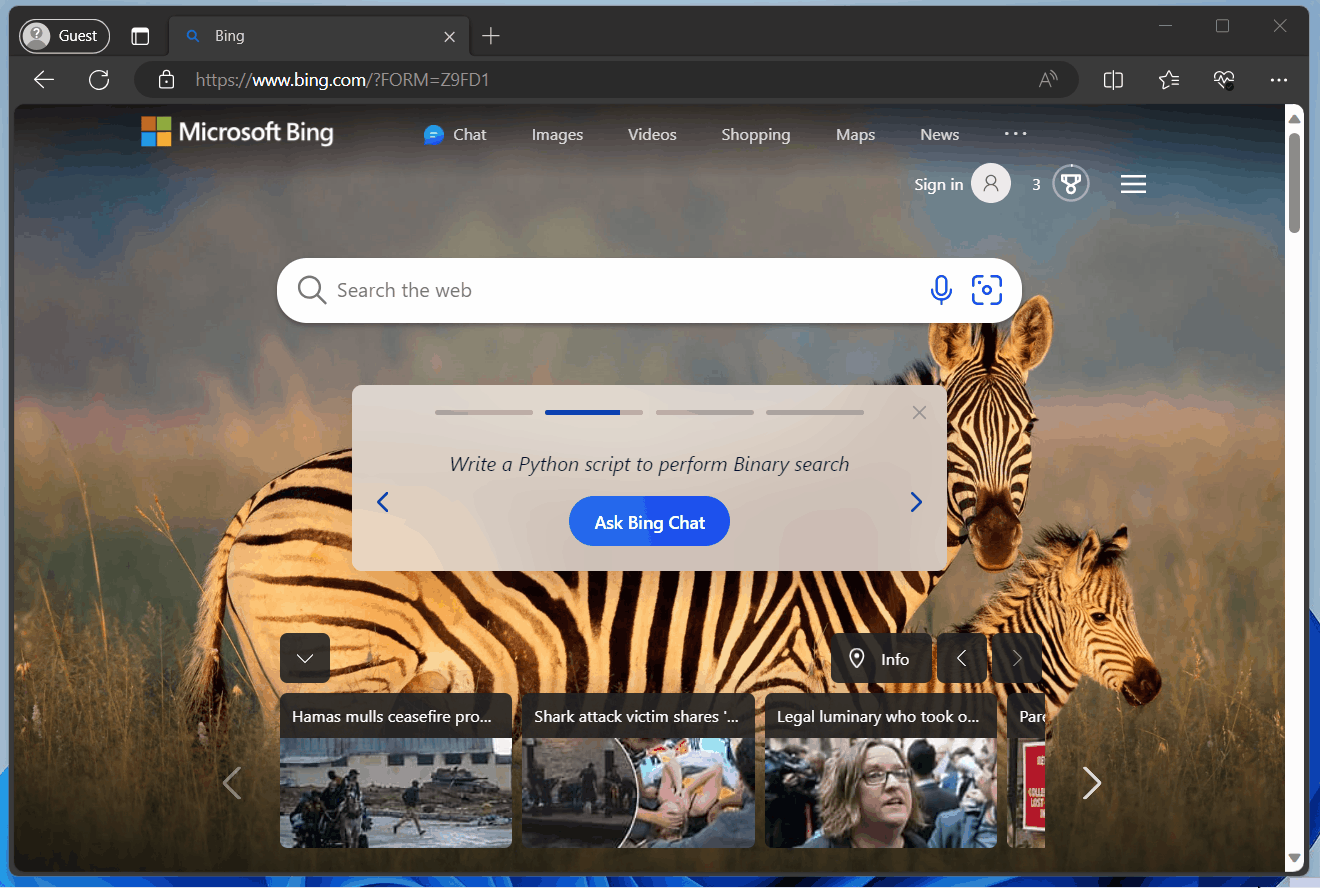 Guest
Bing
https://www.bing.com/?FORM=Z9FD1
Microsoft Bing
Chat
Images
Videos
Shopping
Maps
News
Sign in
3
Search the web
Write a Python script to perform Binary search
Ask Bing Chat
Info
Hamas mulls ceasefire pro...
Shark attack victim shares '...
Legal luminary who took o...